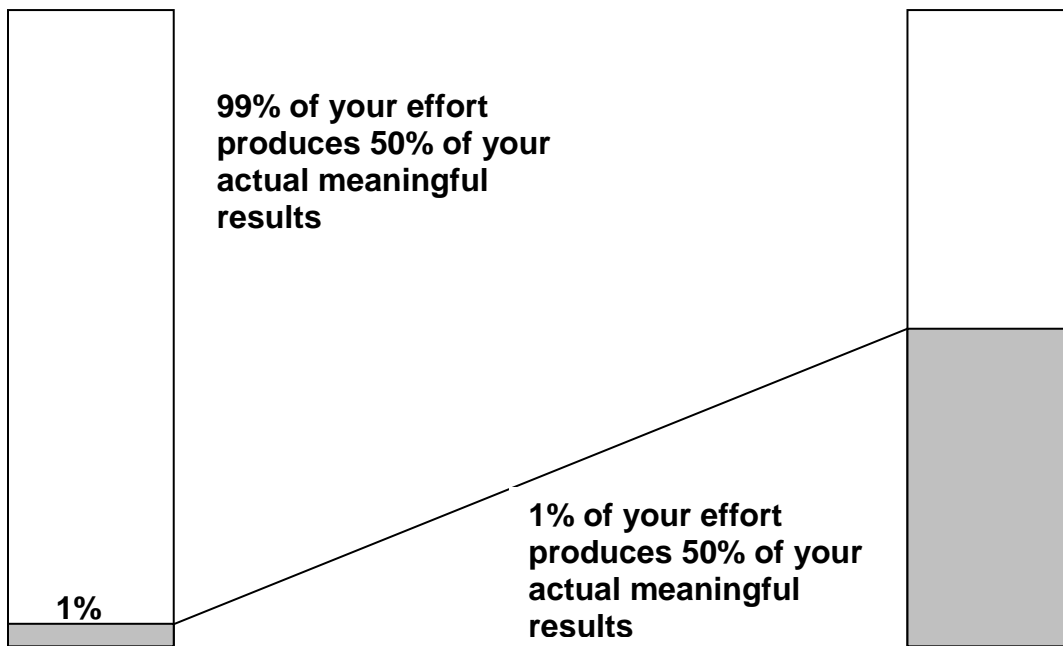 99% of your effort
produces 50% of your
actual meaningful
results
1% of your effort
produces 50% of your
actual meaningful
results
1%